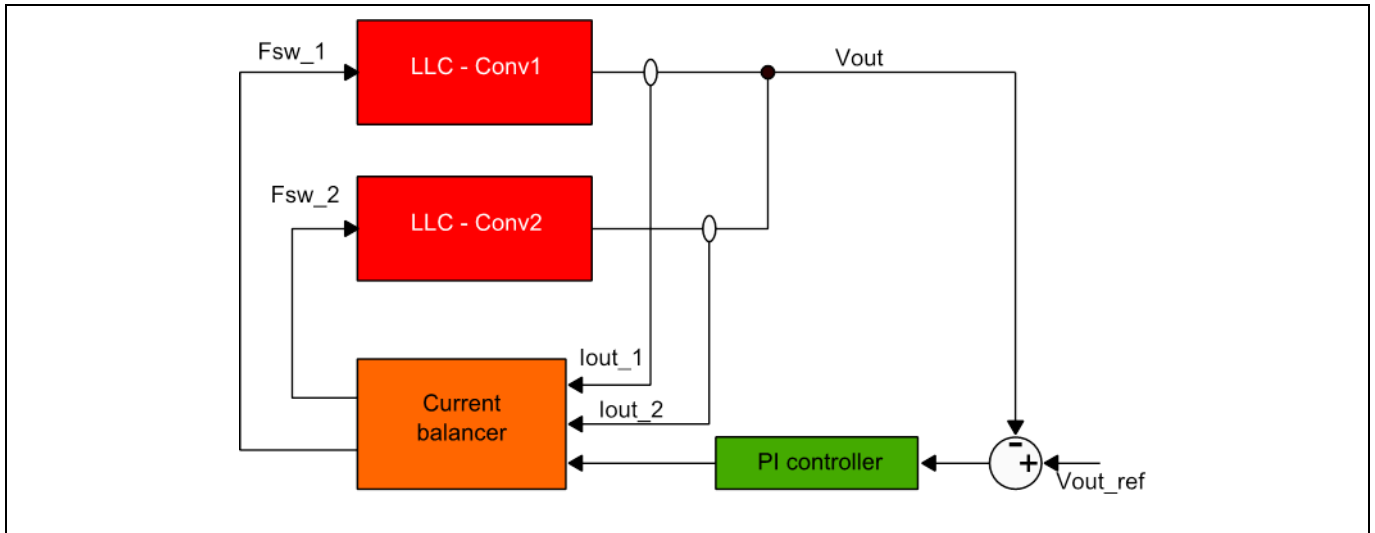 Fsw_1
LLC - Conv1
Vout
Fsw_2
LLC - Conv2
Iout_1
Iout_2
Current
balancer
PI controller
-
+
Vout_ref